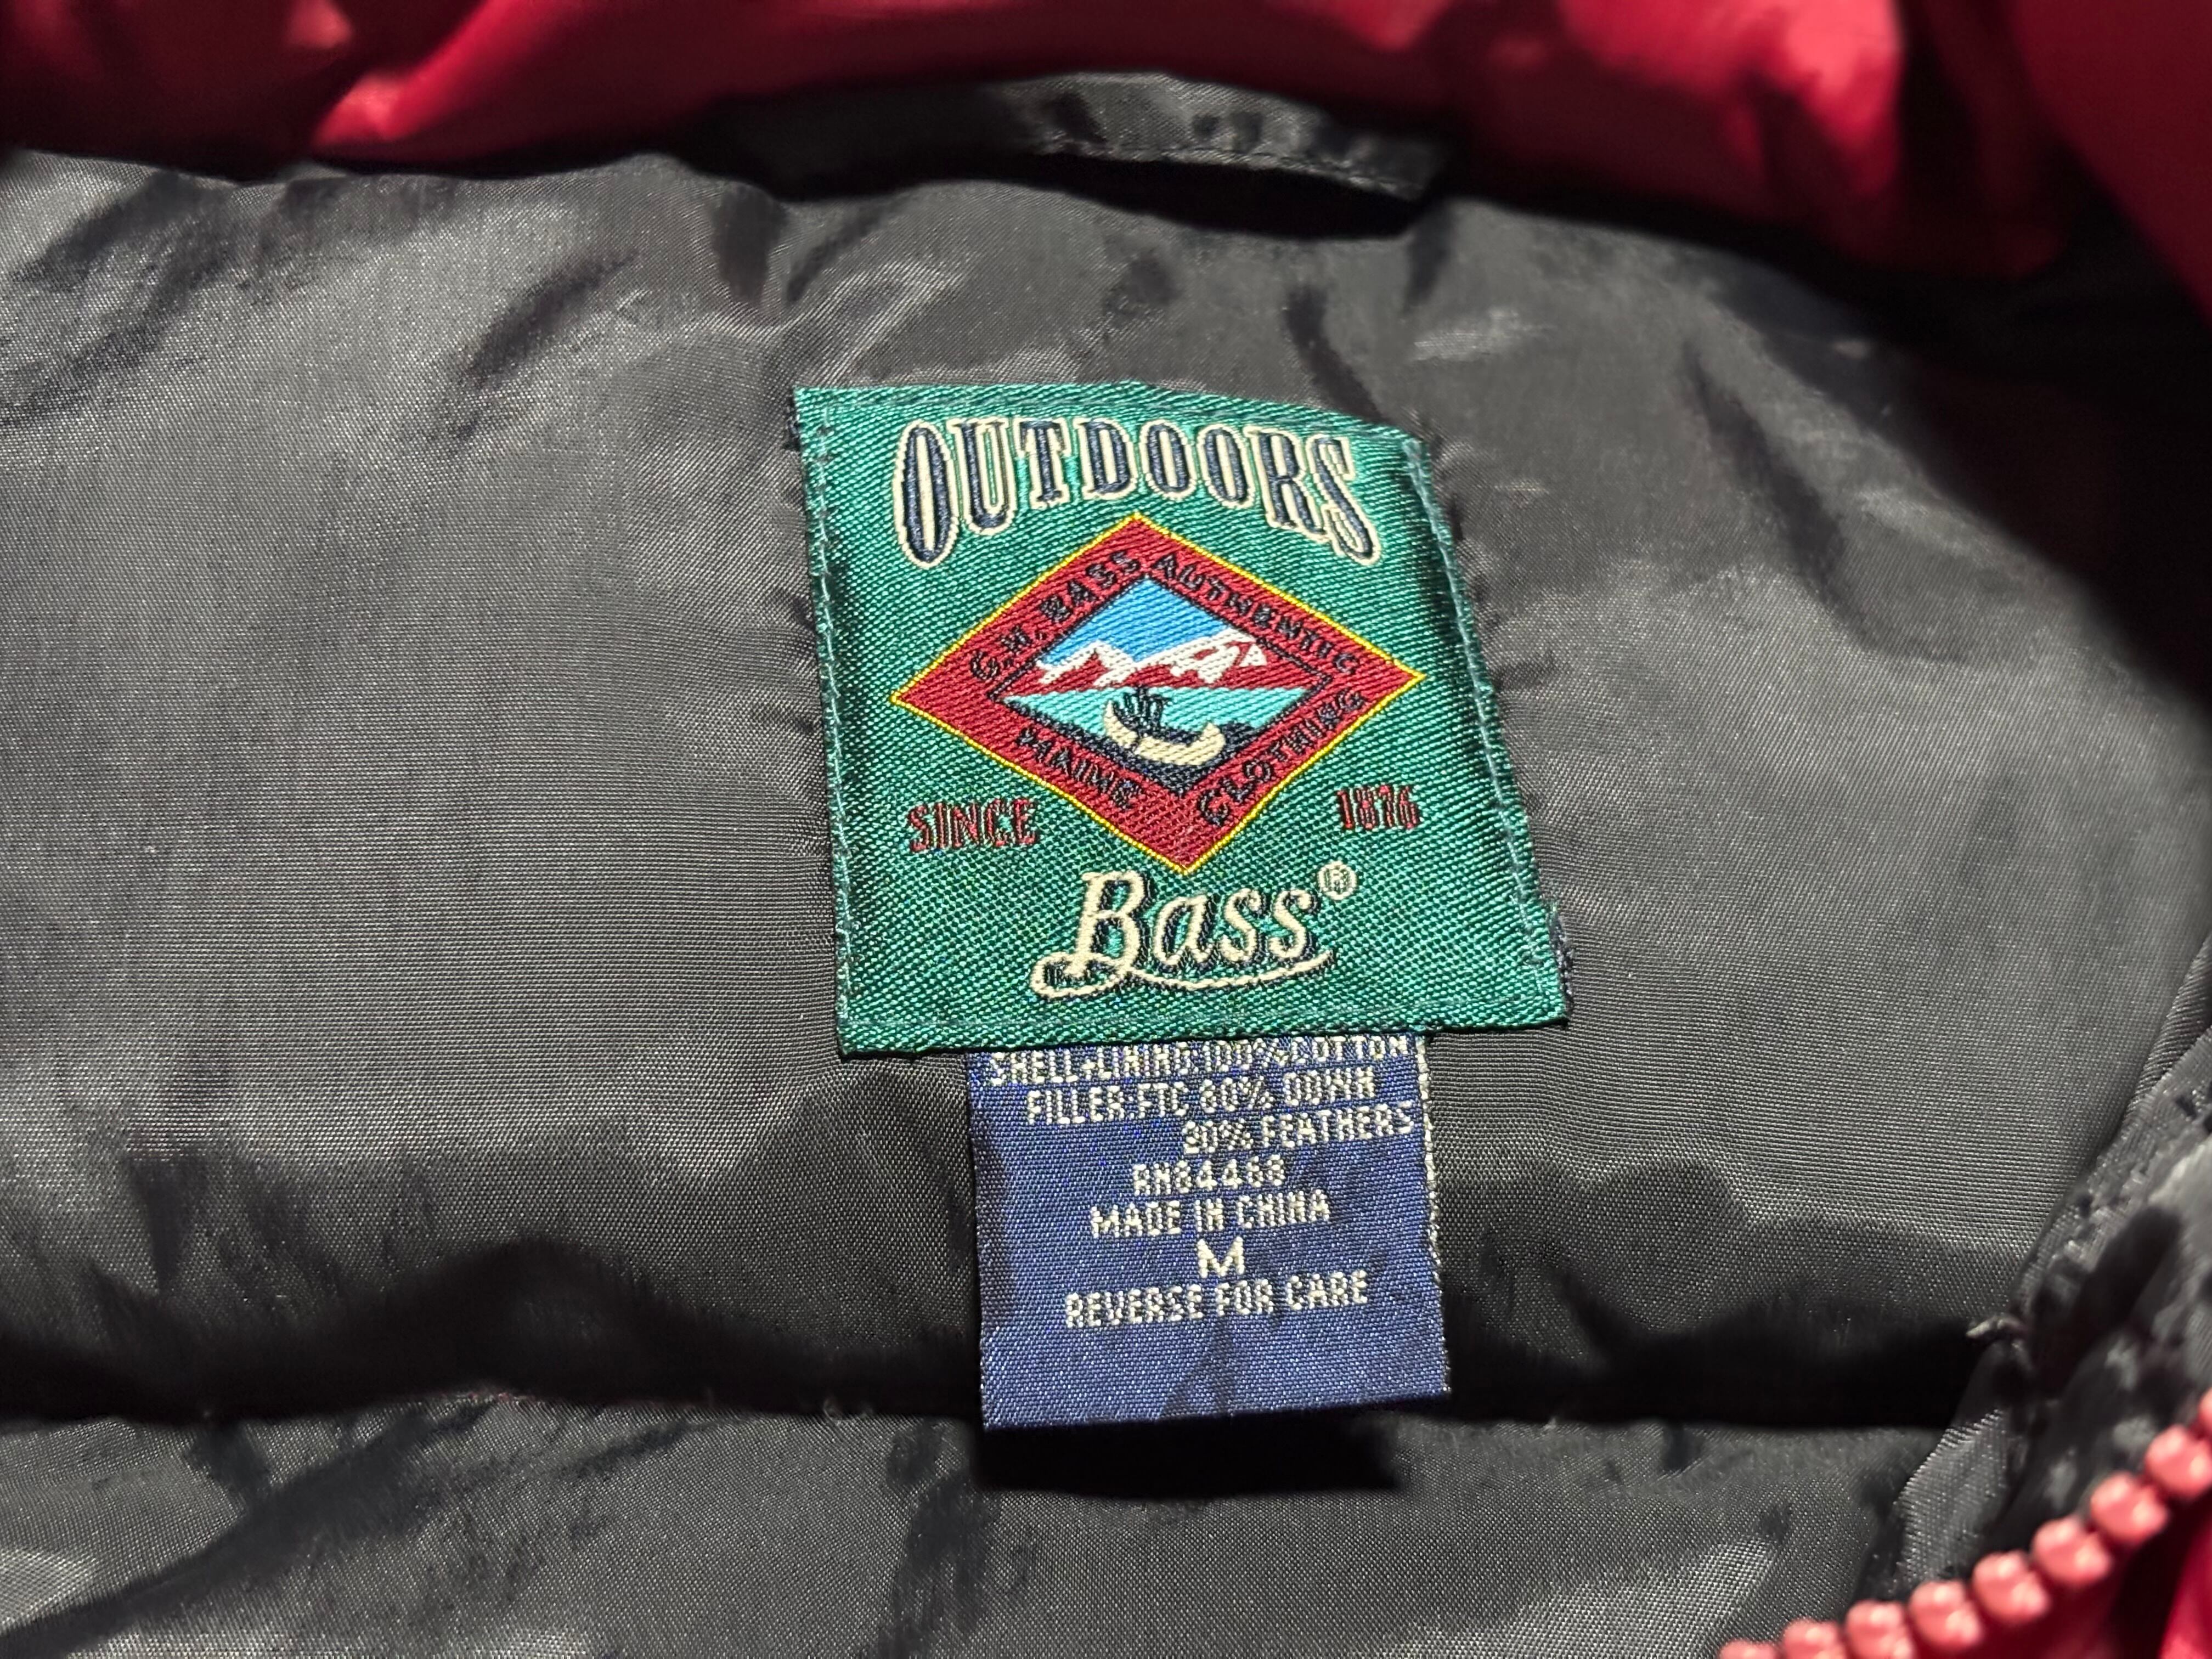 OUTDOORS
G.H. BASS AUTHENTIC
MAINE CLOTHING
SINCE 1876
Bass®
SHELL+LINING:100% COTTON
FILLER:FTC 80% DOWN
20% FEATHERS
RN84468
MADE IN CHINA
M
REVERSE FOR CARE